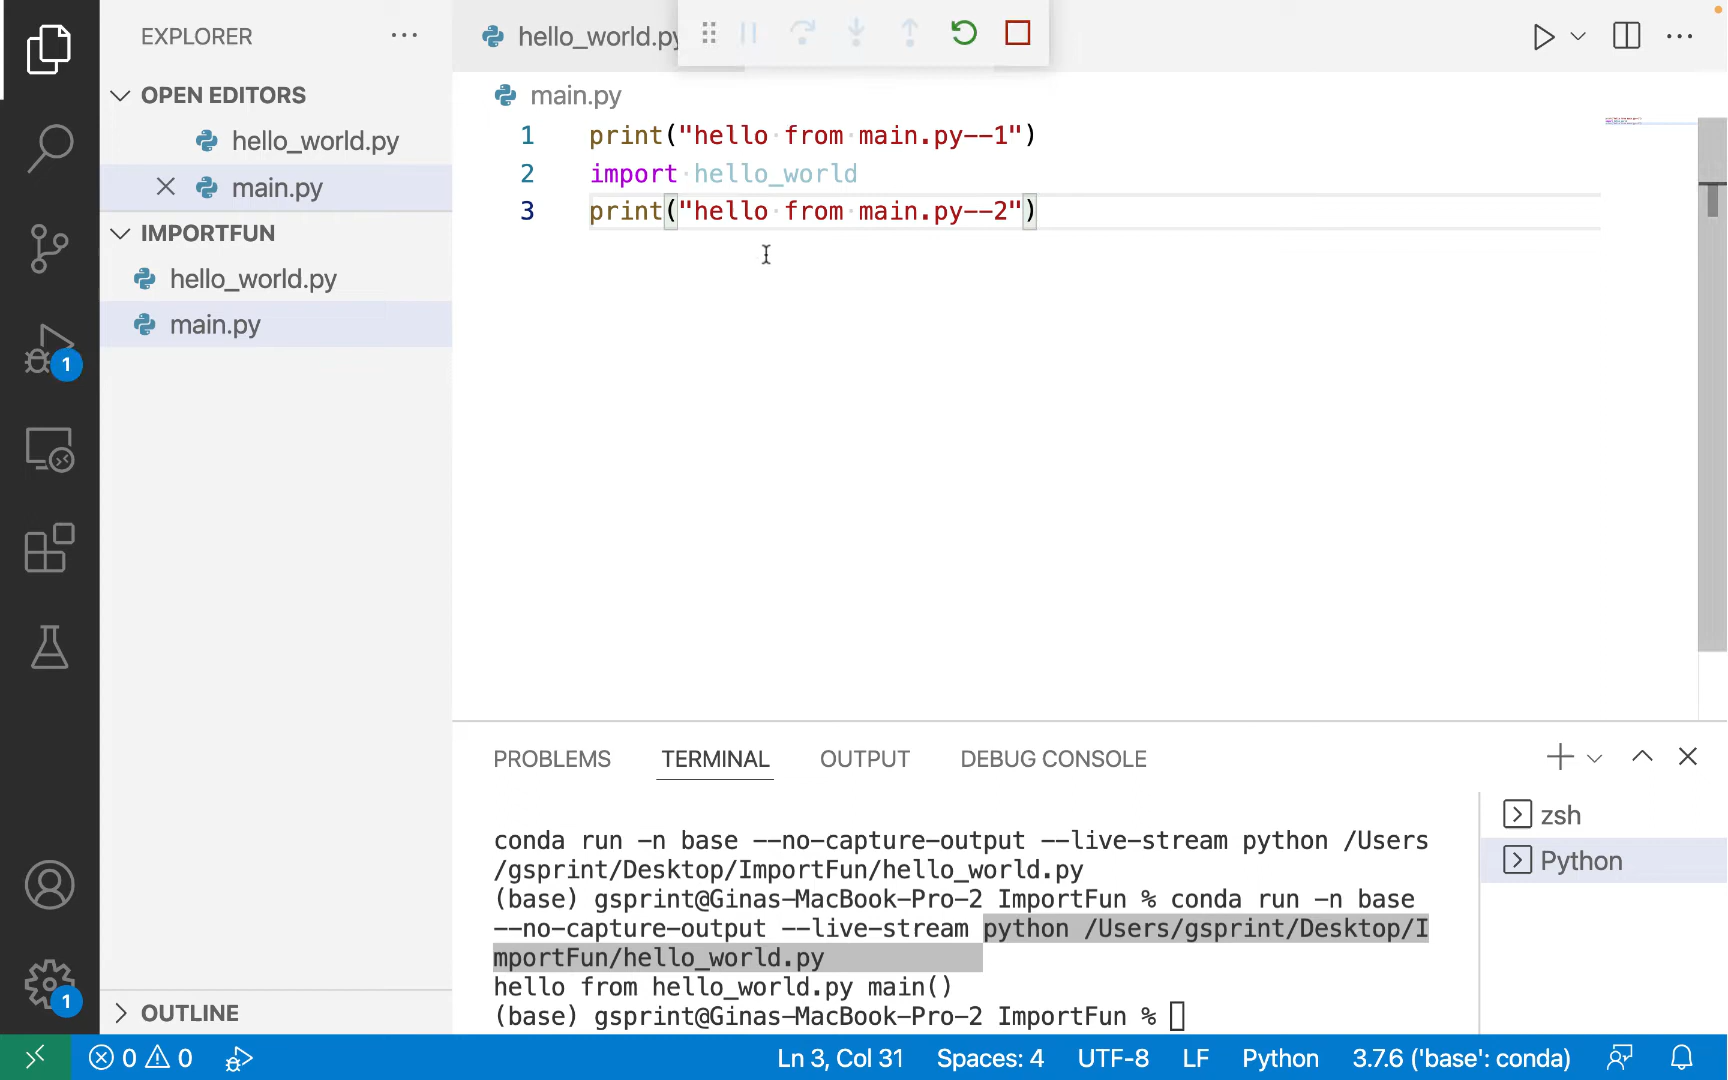 EXPLORER
OPEN EDITORS
hello_world.py
main.py
IMPORTFUN
hello_world.py
main.py
1
1
OUTLINE
hello_world.py
main.py
1 print("hello from main.py--1")
2 import hello_world
3 print("hello from main.py--2")
PROBLEMS TERMINAL OUTPUT DEBUG CONSOLE
conda run -n base --no-capture-output --live-stream python /Users
/gsprint/Desktop/ImportFun/hello_world.py
(base) gsprint@Ginas-MacBook-Pro-2 ImportFun % conda run -n base
--no-capture-output --live-stream python /Users/gsprint/Desktop/I
mportFun/hello_world.py
hello from hello_world.py main()
(base) gsprint@Ginas-MacBook-Pro-2 ImportFun %
zsh
Python
0 0 Ln 3, Col 31 Spaces: 4 UTF-8 LF Python 3.7.6 ('base': conda)